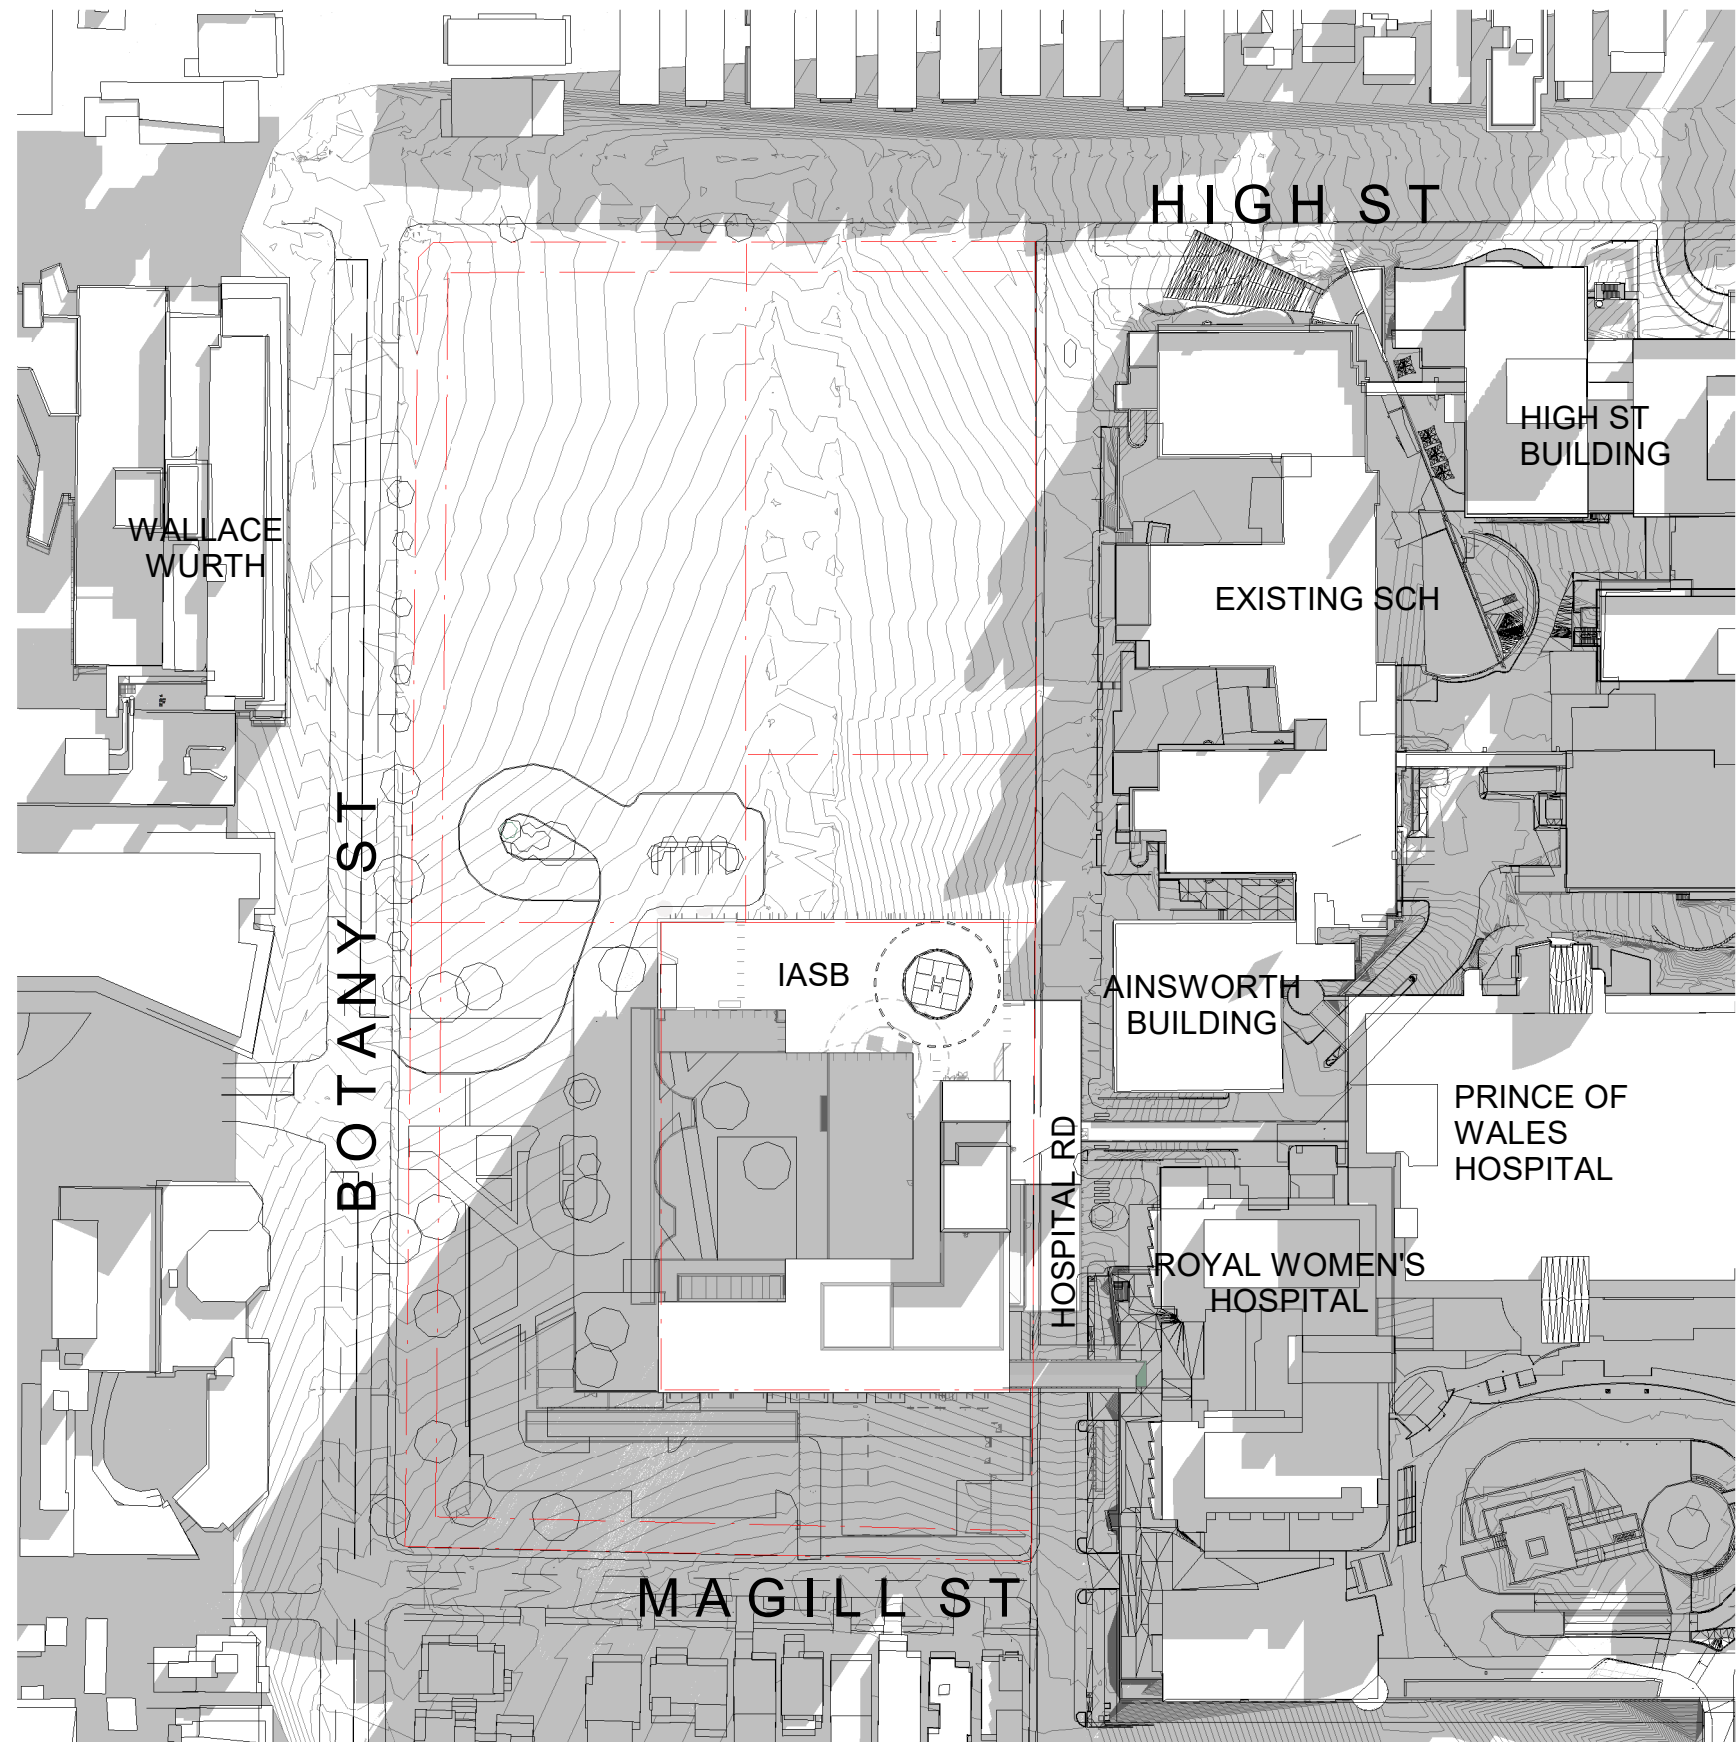 HIGH ST
HIGH ST
BUILDING
WALLACE
WURTH
EXISTING SCH
BOTANY ST
IASB
H
AINSWORTH
BUILDING
PRINCE OF
WALES
HOSPITAL
HOSPITAL RD
ROYAL WOMEN'S
HOSPITAL
MAGILL ST